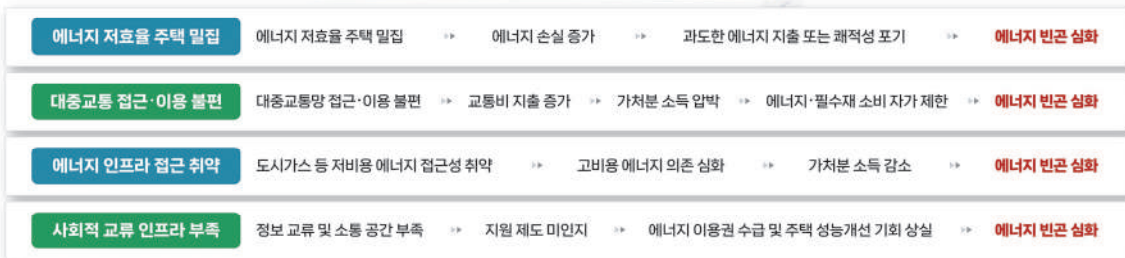 에너지 저효율 주택 밀집 에너지 저효율 주택 밀집 에너지 손실 증가 과도한 에너지 지출 또는 쾌적성 포기 에너지 빈곤 심화
대중교통 접근·이용 불편 대중교통망 접근·이용 불편 교통비 지출 증가 가처분 소득 압박 에너지·필수재 소비 자가 제한 에너지 빈곤 심화
에너지 인프라 접근 취약 도시가스 등 저비용 에너지 접근성 취약 고비용 에너지 의존 심화 가처분 소득 감소 에너지 빈곤 심화
사회적 교류 인프라 부족 정보 교류 및 소통 공간 부족 지원 제도 미인지 에너지 이용권 수급 및 주택 성능개선 기회 상실 에너지 빈곤 심화